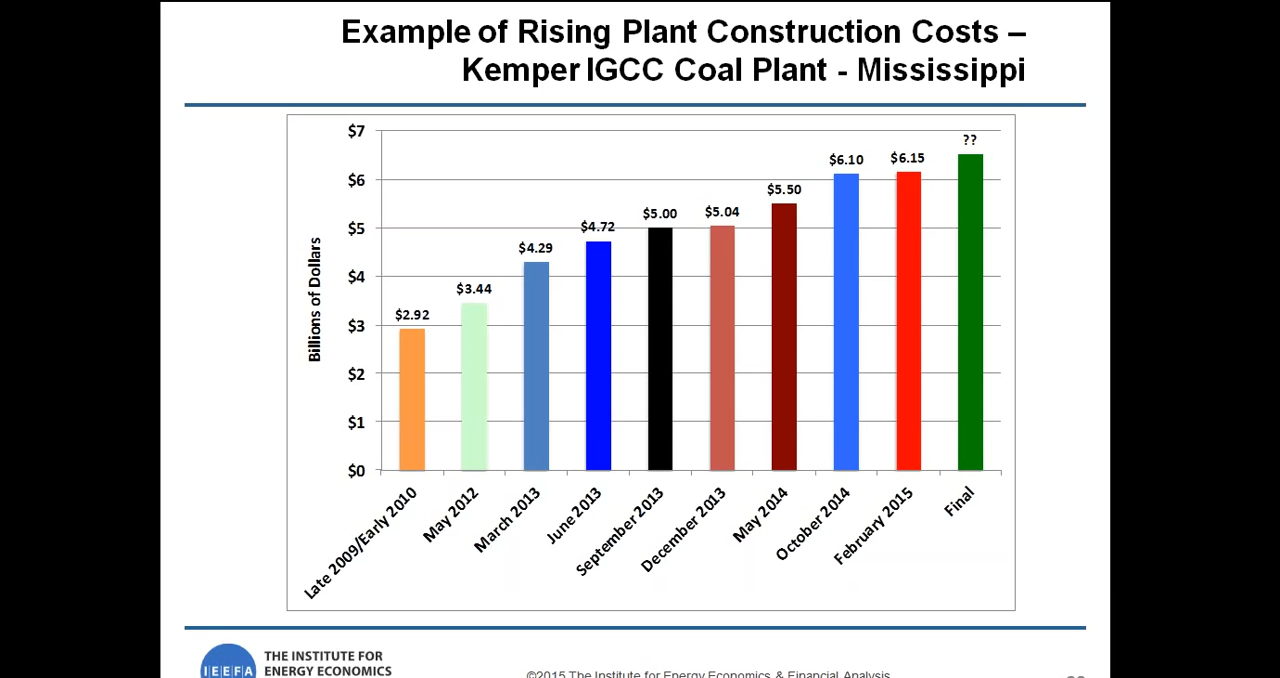 Example of Rising Plant Construction Costs –
Kemper IGCC Coal Plant - Mississippi
Billions of Dollars
$7
$6
$5
$4
$3
$2
$1
$0
$2.92
$3.44
$4.29
$4.72
$5.00
$5.04
$5.50
$6.10
$6.15
??
Late 2009/Early 2010
May 2012
March 2013
June 2013
September 2013
December 2013
May 2014
October 2014
February 2015
Final
IEEFA
THE INSTITUTE FOR
ENERGY ECONOMICS
©2015 The Institute for Energy Economics & Financial Analysis